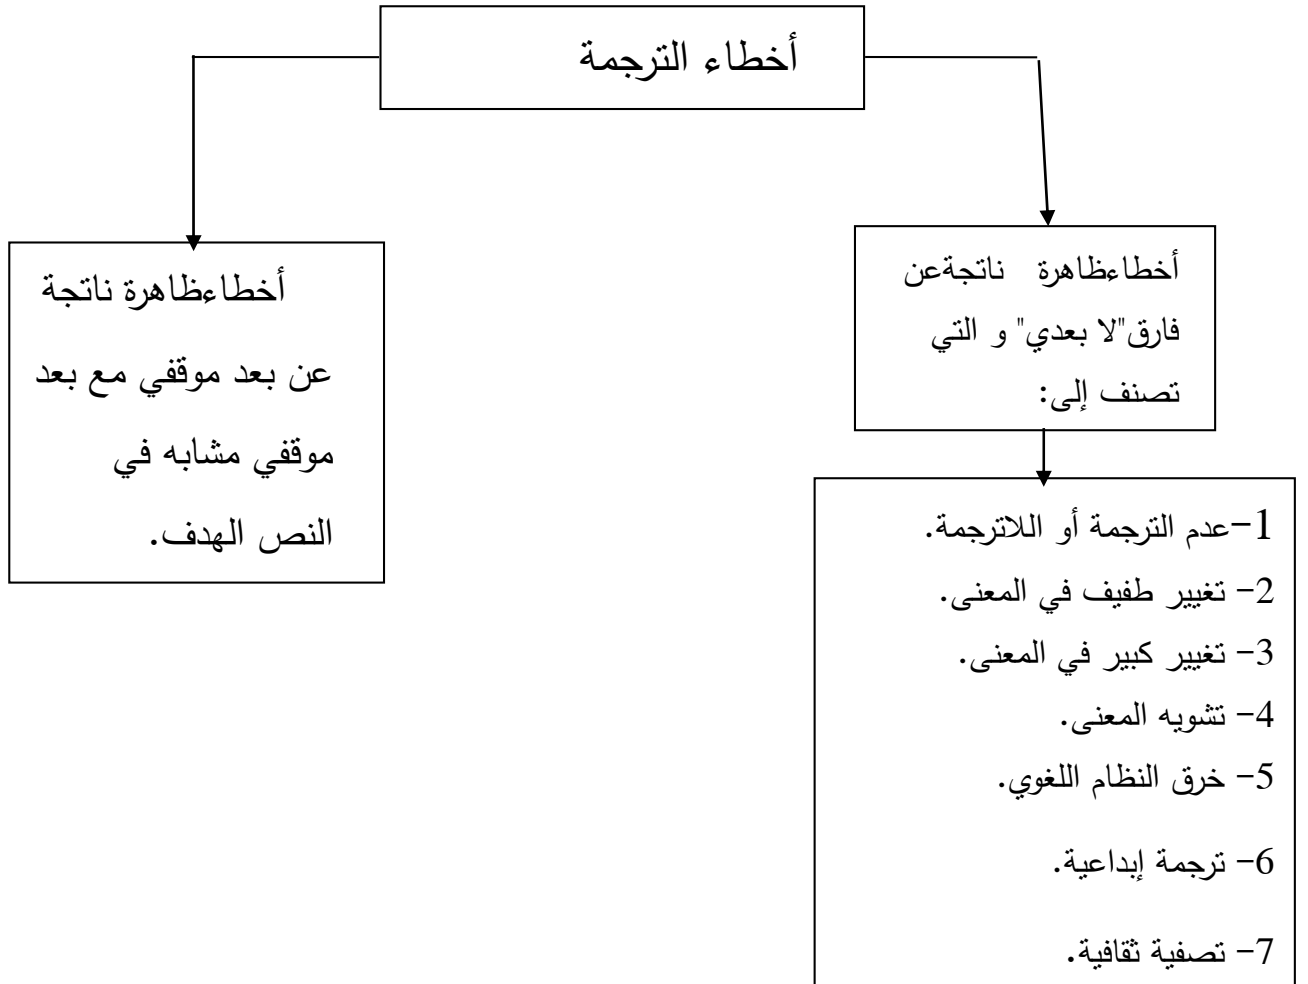 أخطاء الترجمة
أخطاءظاهرة ناتجةعن
فارق"لا بعدي" و التي
تصنف إلى:
1-عدم الترجمة أو اللاترجمة.
2- تغيير طفيف في المعنى.
3- تغيير كبير في المعنى.
4- تشويه المعنى.
5- خرق النظام اللغوي.
6- ترجمة إبداعية.
7- تصفية ثقافية.
أخطاءظاهرة ناتجة
عن بعد موقفي مع بعد
موقفي مشابه في
النص الهدف.